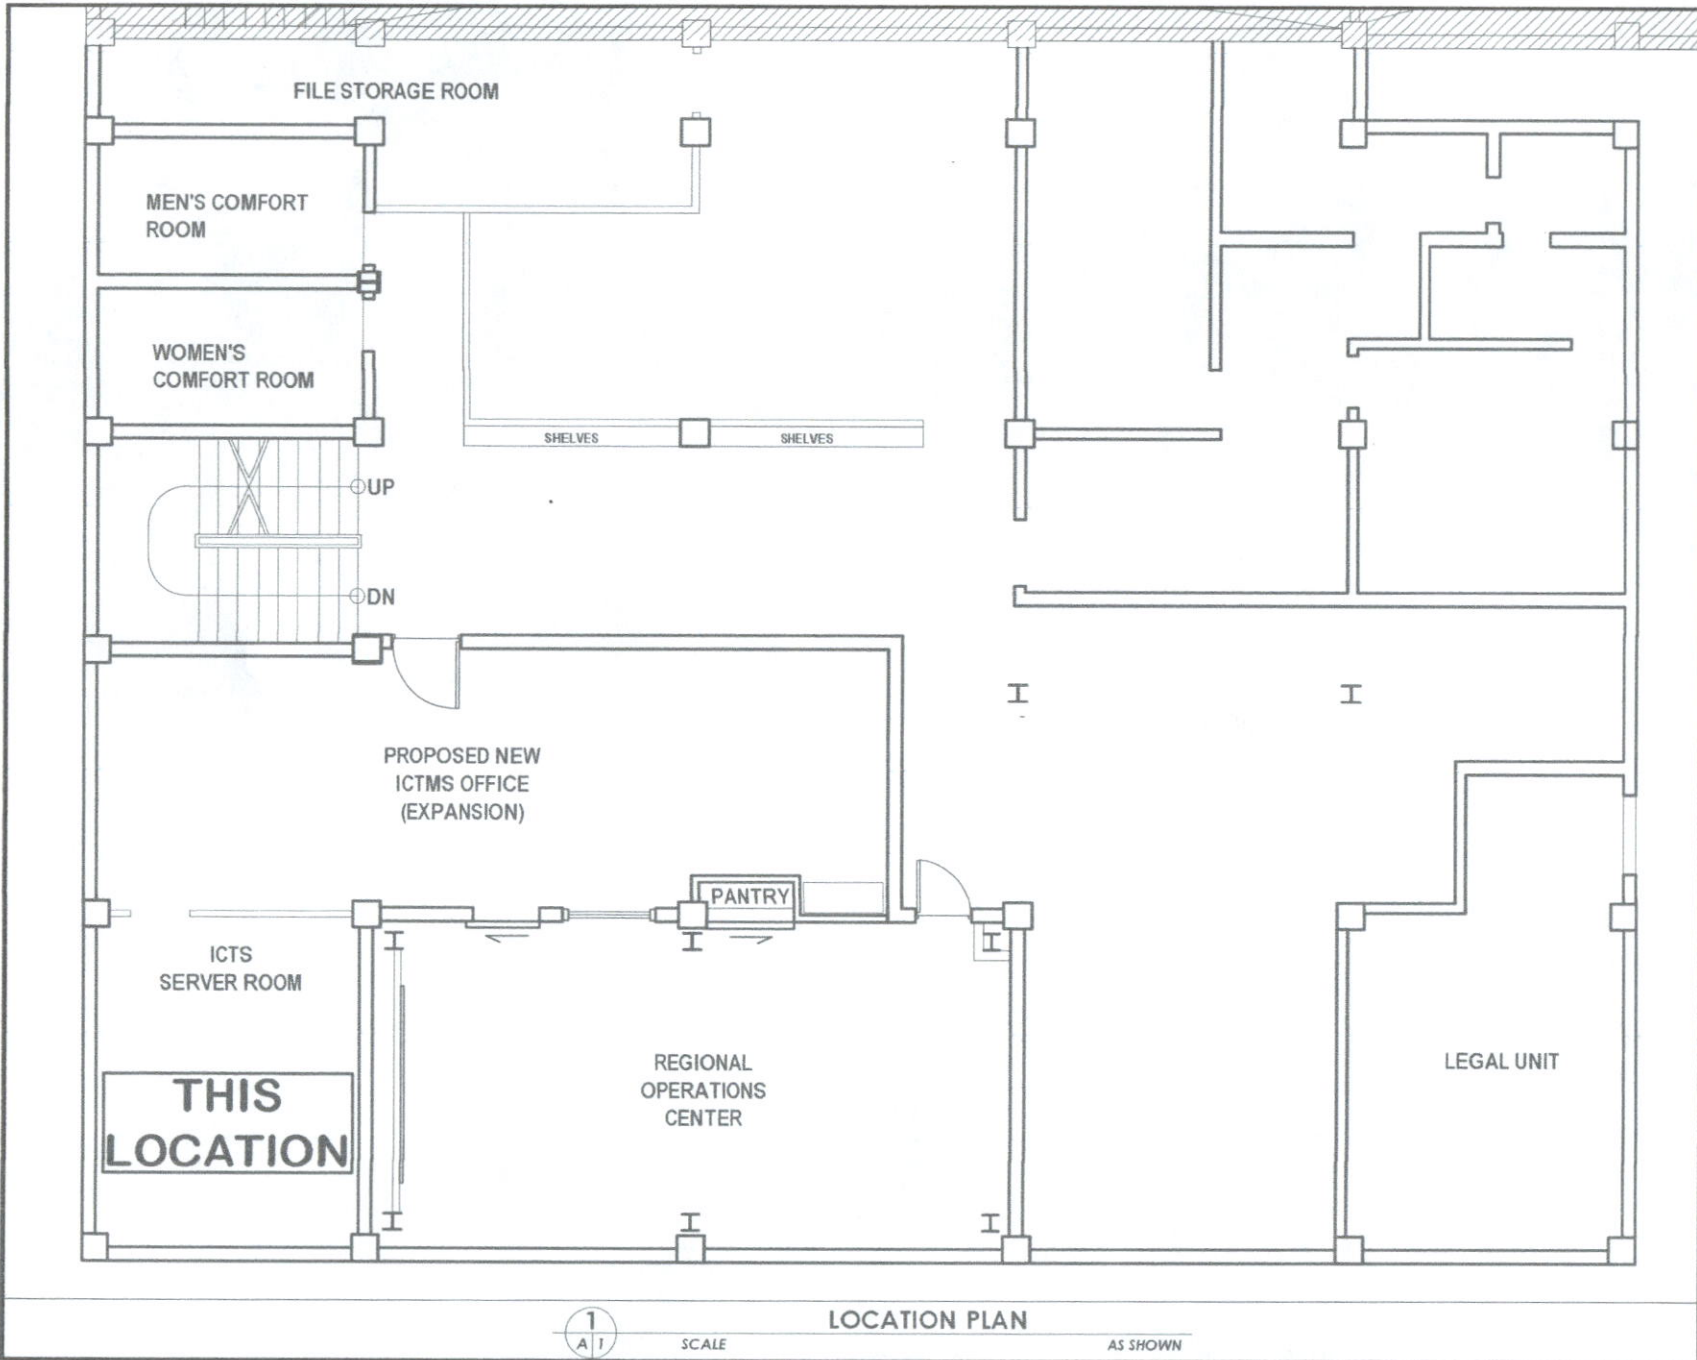 FILE STORAGE ROOM
MEN'S COMFORT
ROOM
WOMEN'S
COMFORT ROOM
SHELVES
SHELVES
UP
DN
PROPOSED NEW
ICTMS OFFICE
(EXPANSION)
PANTRY
ICTS
SERVER ROOM
REGIONAL
OPERATIONS
CENTER
LEGAL UNIT
THIS
LOCATION
1
A 1
LOCATION PLAN
SCALE
AS SHOWN